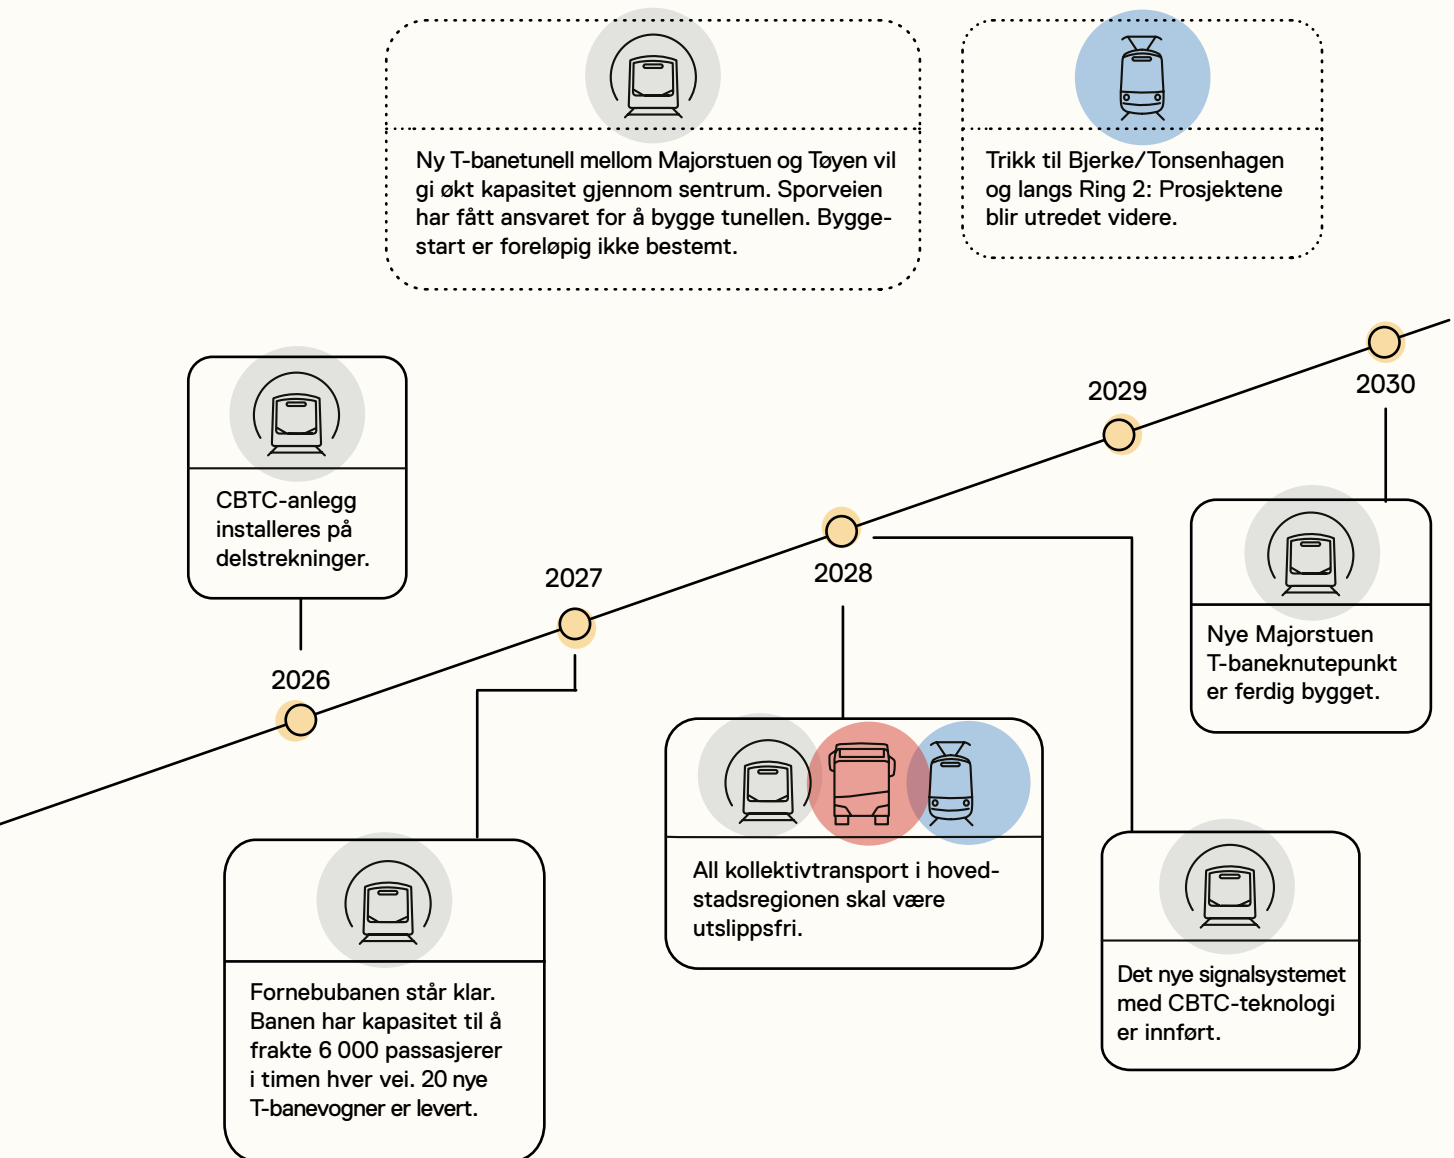 Ny T-banetunell mellom Majorstuen og Tøyen vil
gi økt kapasitet gjennom sentrum. Sporveien
har fått ansvaret for å bygge tunellen. Bygge-
start er foreløpig ikke bestemt.
Trikk til Bjerke/Tonsenhagen
og langs Ring 2: Prosjektene
blir utredet videre.
CBTC-anlegg
installeres på
delstrekninger.
2026
2027
2028
2029
2030
Fornebubanen står klar.
Banen har kapasitet til å
frakte 6 000 passasjerer
i timen hver vei. 20 nye
T-banevogner er levert.
All kollektivtransport i hoved-
stadsregionen skal være
utslippsfri.
Det nye signalsystemet
med CBTC-teknologi
er innført.
Nye Majorstuen
T-baneknutepunkt
er ferdig bygget.